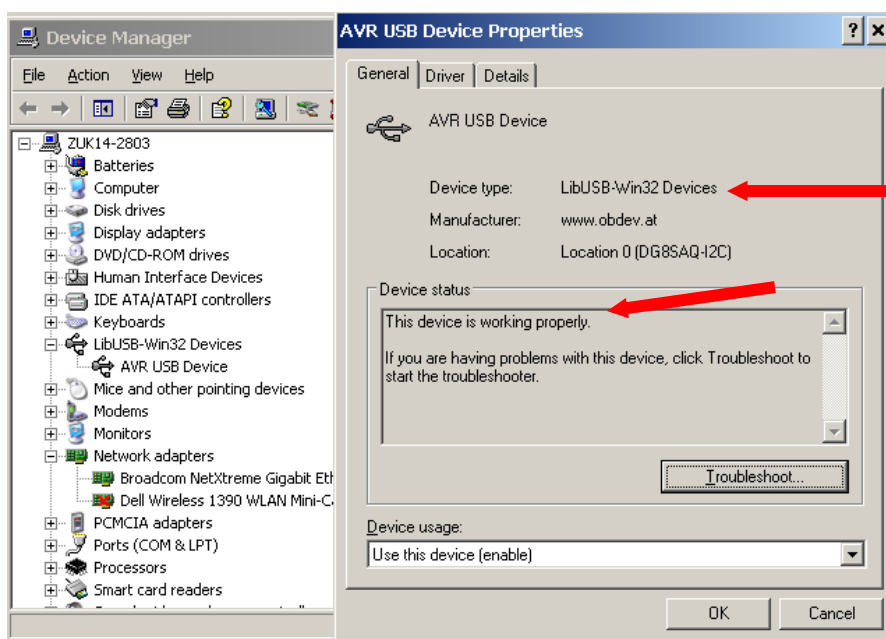 Device Manager
File Action View Help
ZUK14-2803
Batteries
Computer
Disk drives
Display adapters
DVD/CD-ROM drives
Human Interface Devices
IDE ATA/ATAPI controllers
Keyboards
LibUSB-Win32 Devices
AVR USB Device
Mice and other pointing devices
Modems
Monitors
Network adapters
Broadcom NetXtreme Gigabit
Dell Wireless 1390 WLAN
PCMCIA adapters
Ports (COM & LPT)
Processors
Smart card readers
AVR USB Device Properties
General Driver Details
AVR USB Device
Device type: LibUSB-Win32 Devices
Manufacturer: www.obdev.at
Location: Location 0 (DG8SAQ-I2C)
Device status
This device is working properly.
If you are having problems with this device, click Troubleshoot to
start the troubleshooter.
Troubleshoot...
Device usage:
Use this device (enable)
OK Cancel